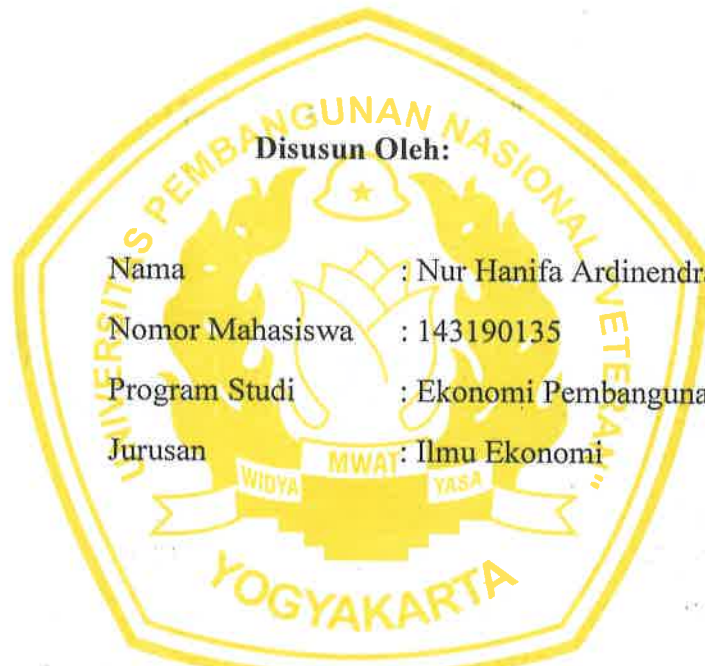 UNIVERSITAS PEMBANGUNAN NASIONAL "VETERAN"
Disusun Oleh:
Nama : Nur Hanifa Ardinendra
Nomor Mahasiswa : 143190135
Program Studi : Ekonomi Pembanguna
Jurusan : Ilmu Ekonomi
WIDYA MWAT YASA
YOGYAKARTA